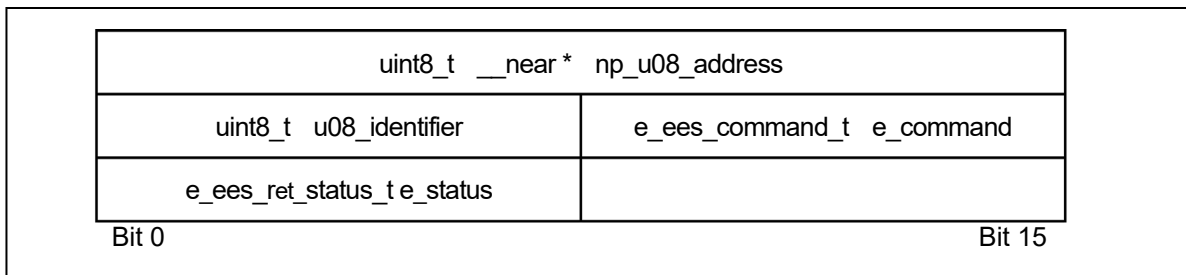 uint8_t __near * np_u08_address
uint8_t u08_identifier e_ees_command_t e_command
e_ees_ret_status_t e_status
Bit 0 Bit 15